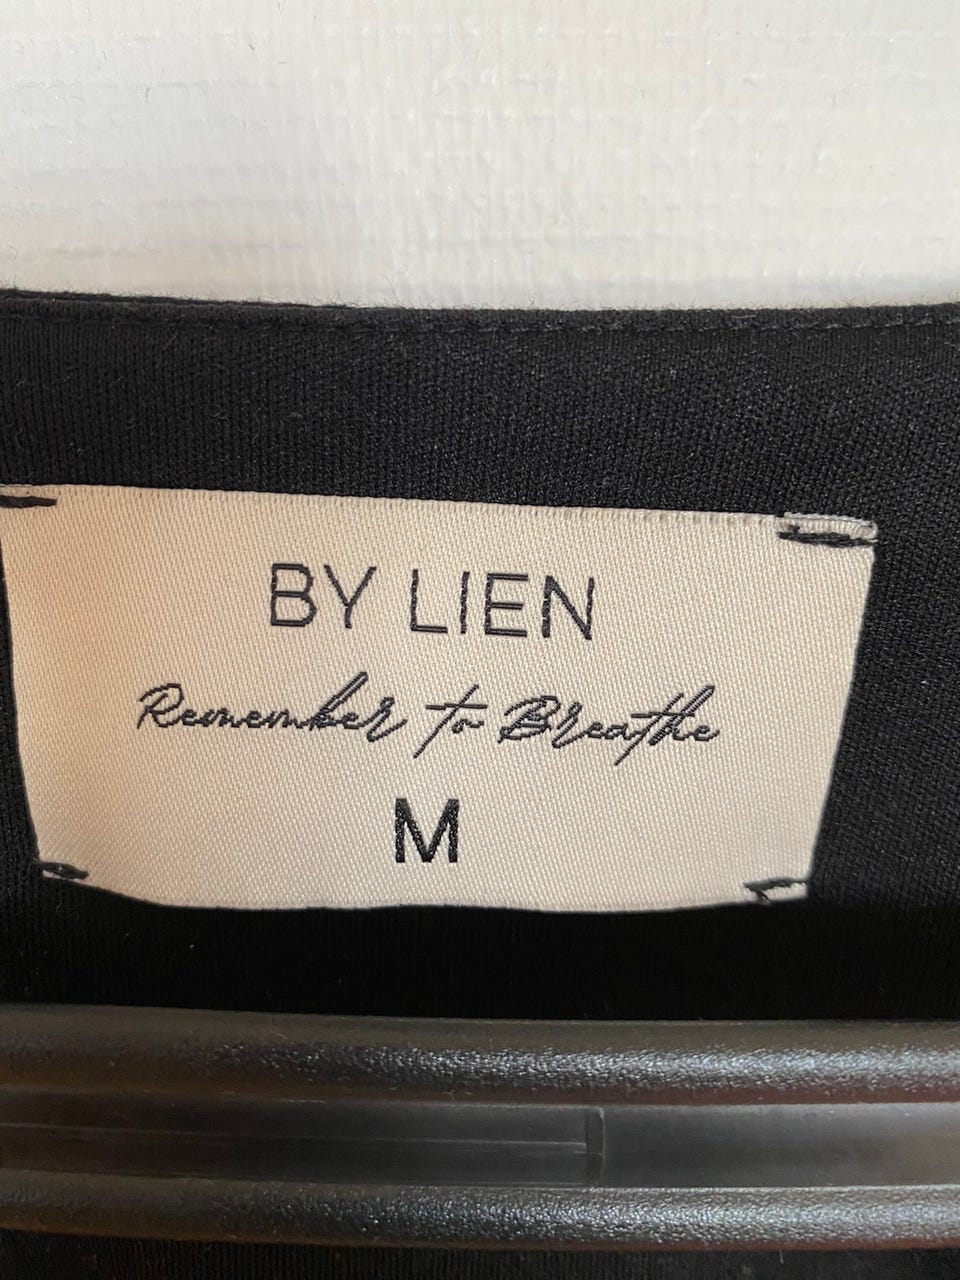 BY LIEN
Remember to Breathe
M